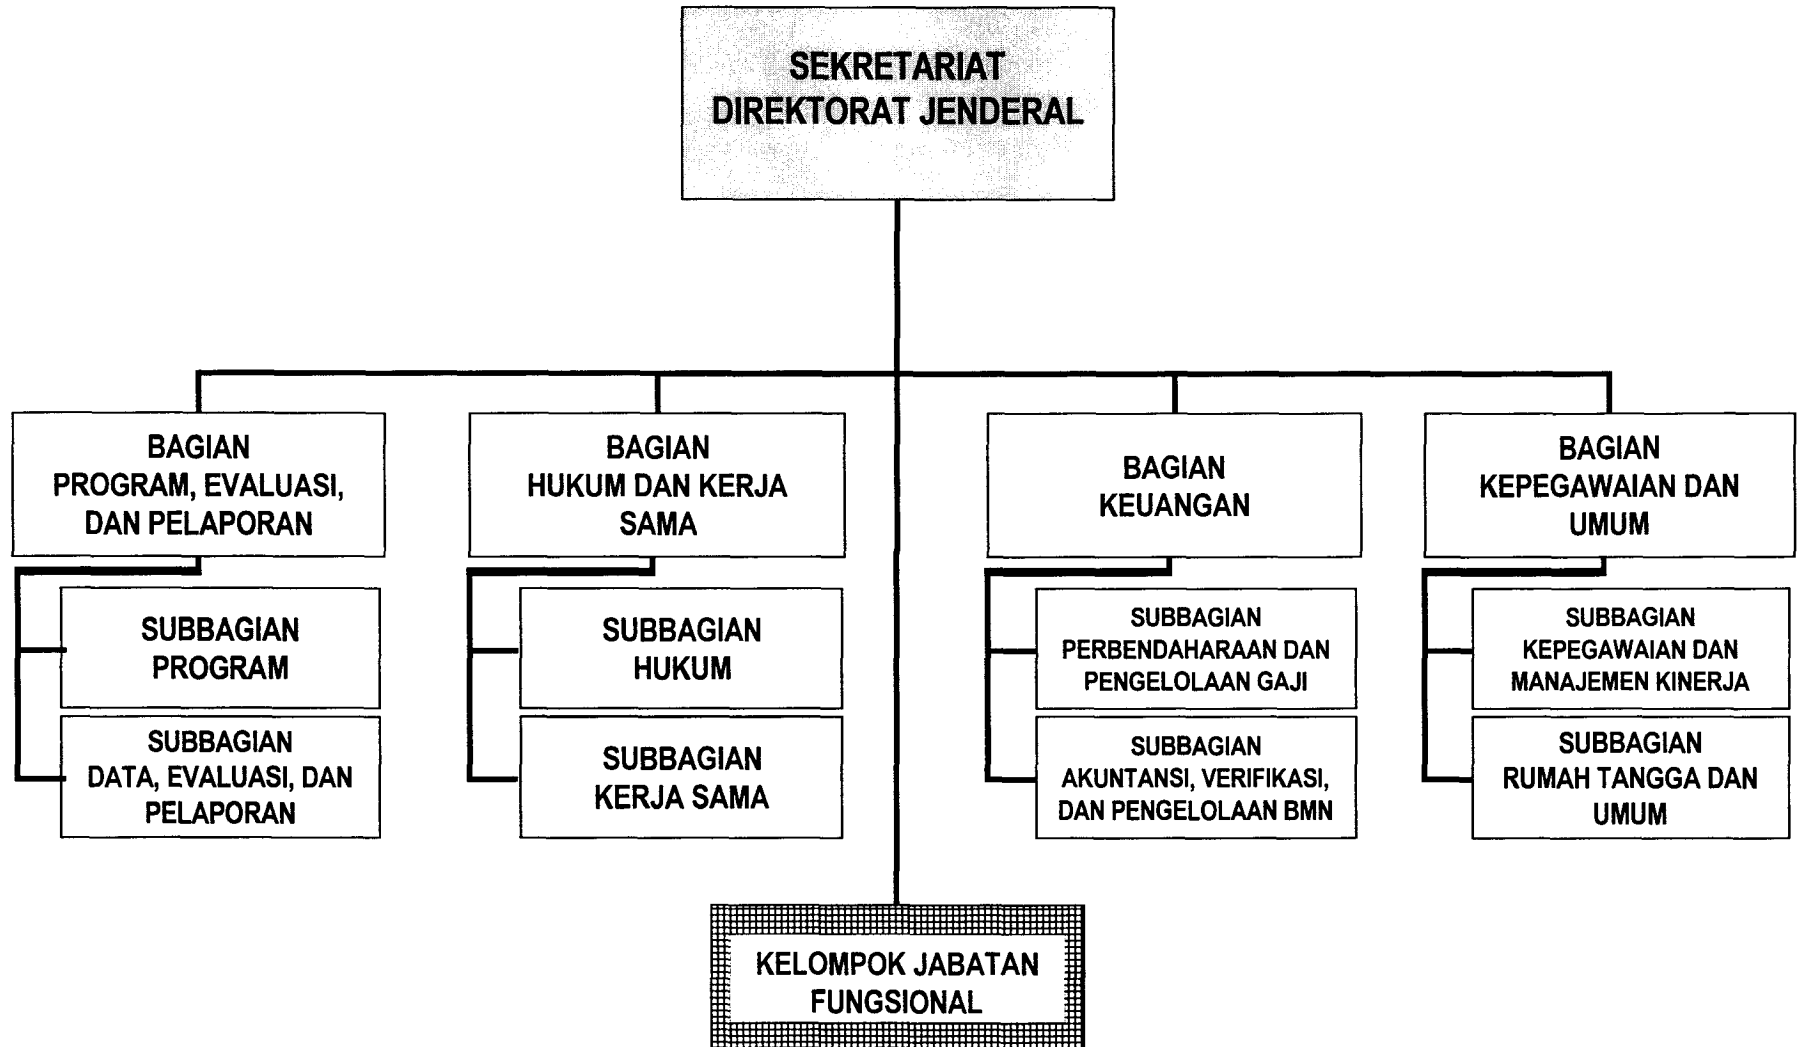 SEKRETARIAT
DIREKTORAT JENDERAL
BAGIAN
PROGRAM, EVALUASI,
DAN PELAPORAN
BAGIAN
HUKUM DAN KERJA
SAMA
BAGIAN
KEUANGAN
BAGIAN
KEPEGAWAIAN DAN
UMUM
SUBBAGIAN
PROGRAM
SUBBAGIAN
HUKUM
SUBBAGIAN
PERBENDAHARAAN DAN
PENGELOLAAN GAJI
SUBBAGIAN
KEPEGAWAIAN DAN
MANAJEMEN KINERJA
SUBBAGIAN
DATA, EVALUASI, DAN
PELAPORAN
SUBBAGIAN
KERJA SAMA
SUBBAGIAN
AKUNTANSI, VERIFIKASI,
DAN PENGELOLAAN BMN
SUBBAGIAN
RUMAH TANGGA DAN
UMUM
KELOMPOK JABATAN
FUNGSIONAL